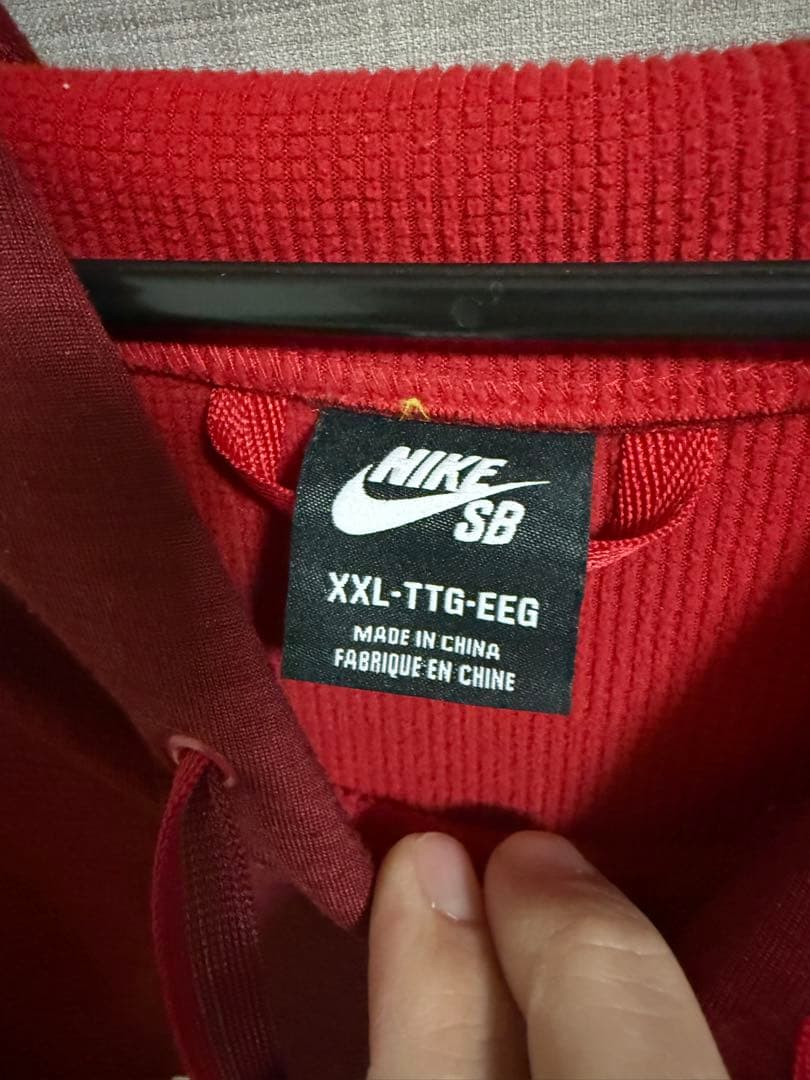 NIKE
SB
XXL-TTG-EEG
MADE IN CHINA
FABRIQUE EN CHINE